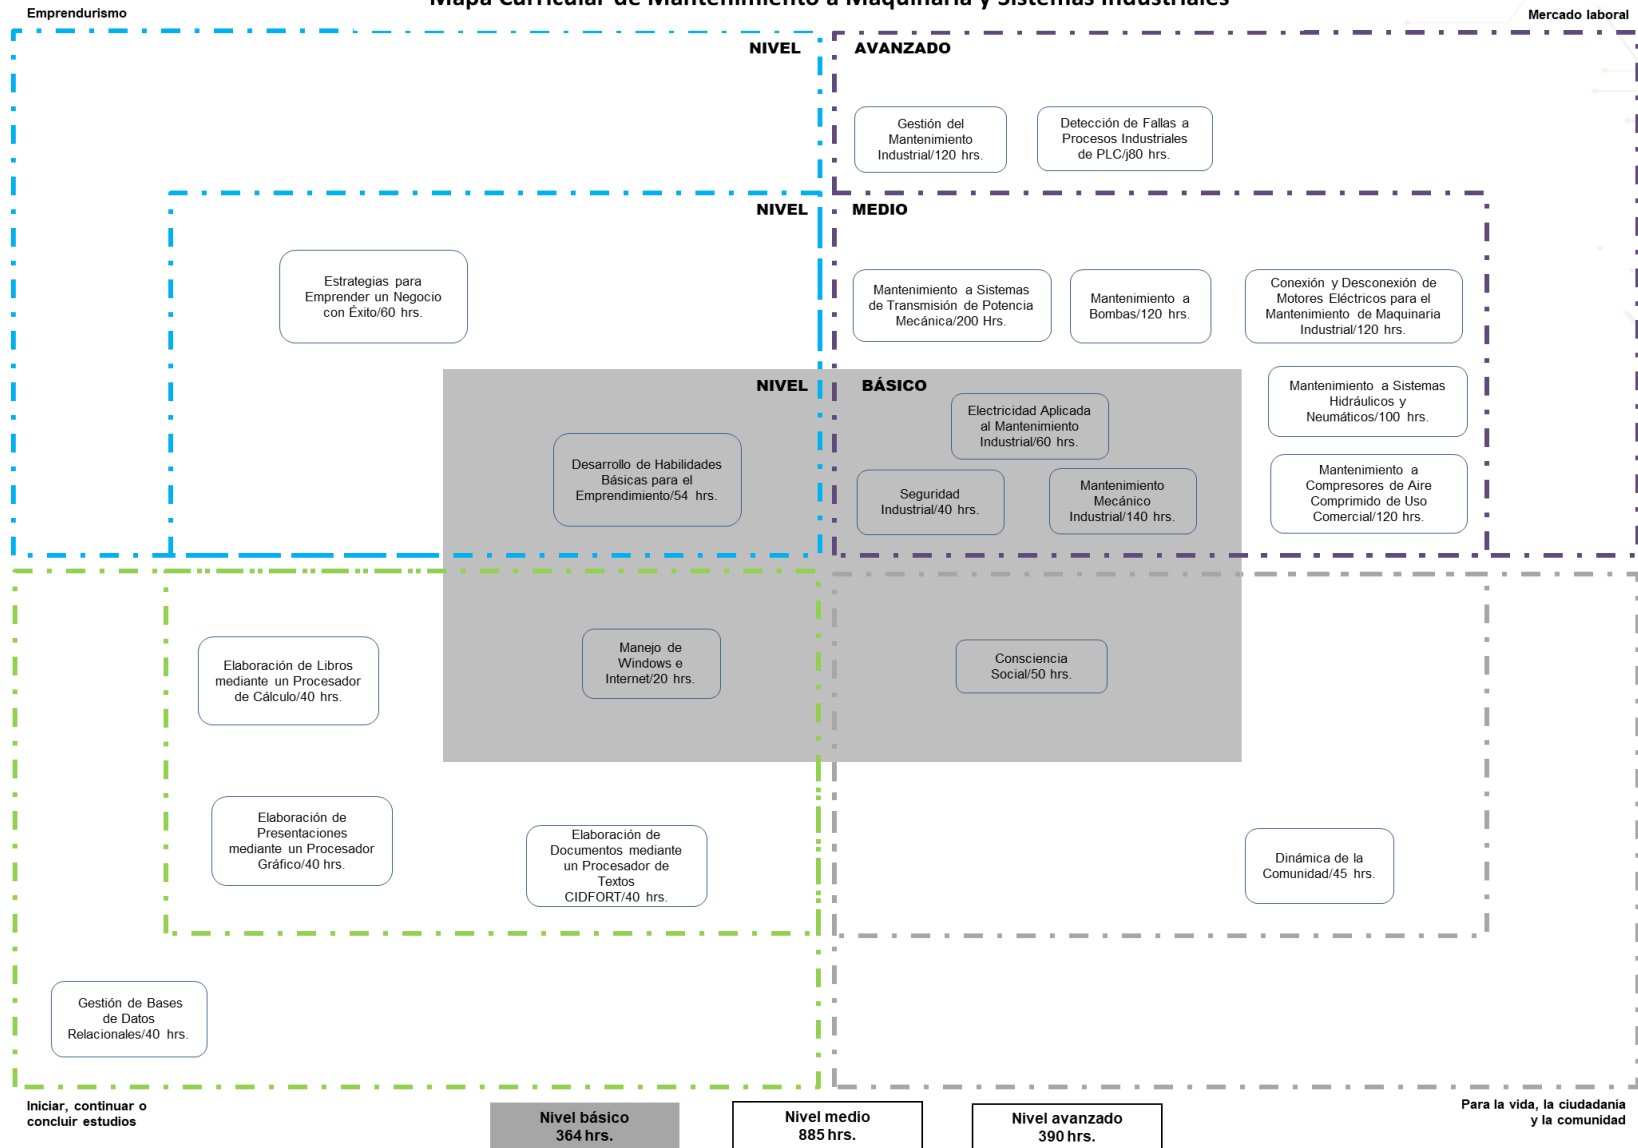 Mapa Curricular de Mantenimiento a Maquinaria y Sistemas Industriales
Emprendurismo
Mercado laboral
NIVEL AVANZADO
Gestión del
Mantenimiento
Industrial/120 hrs.
Detección de Fallas a
Procesos Industriales
de PLC/j80 hrs.
NIVEL MEDIO
Estrategias para
Emprender un Negocio
con Éxito/60 hrs.
Mantenimiento a Sistemas
de Transmisión de Potencia
Mecánica/200 Hrs.
Mantenimiento a
Bombas/120 hrs.
Conexión y Desconexión de
Motores Eléctricos para el
Mantenimiento de Maquinaria
Industrial/120 hrs.
NIVEL BÁSICO
Mantenimiento a Sistemas
Hidráulicos y
Neumáticos/100 hrs.
Electricidad Aplicada
al Mantenimiento
Industrial/60 hrs.
Desarrollo de Habilidades
Básicas para el
Emprendimiento/54 hrs.
Seguridad
Industrial/40 hrs.
Mantenimiento
Mecánico
Industrial/140 hrs.
Mantenimiento a
Compresores de Aire
Comprimido de Uso
Comercial/120 hrs.
Elaboración de Libros
mediante un Procesador
de Cálculo/40 hrs.
Manejo de
Windows e
Internet/20 hrs.
Consciencia
Social/50 hrs.
Elaboración de
Presentaciones
mediante un Procesador
Gráfico/40 hrs.
Elaboración de
Documentos mediante
un Procesador de
Textos
CIDFORT/40 hrs.
Dinámica de la
Comunidad/45 hrs.
Gestión de Bases
de Datos
Relacionales/40 hrs.
Iniciar, continuar o
concluir estudios
Nivel básico
364 hrs.
Nivel medio
885 hrs.
Nivel avanzado
390 hrs.
Para la vida, la ciudadanía
y la comunidad